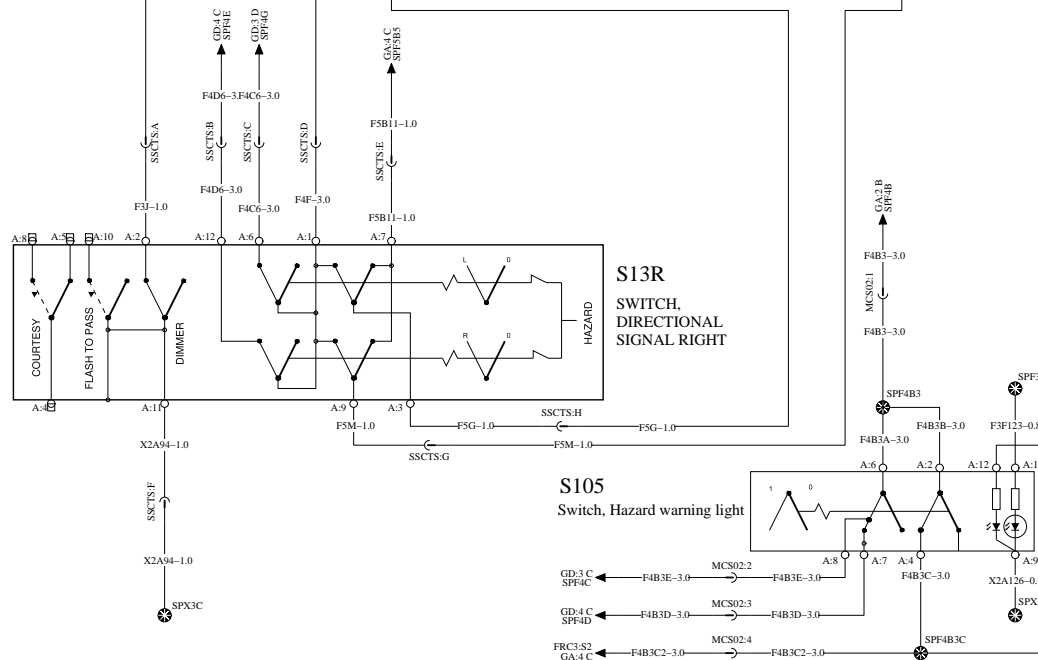 GD:4 C
SPF4E
GD:3 D
SPF4G
GA:4 C
SPF5B5
F4D6-3.0
F4C6-3.0
F5B11-1.0
SSCTS:A
SSCTS:B
SSCTS:C
SSCTS:D
SSCTS:E
F3J-1.0
F4D6-3.0
F4C6-3.0
F4F-3.0
F5B11-1.0
A:8
A:5
A:10
A:2
A:12
A:6
A:1
A:7
L
0
R
0
COURTESY
FLASH TO PASS
DIMMER
HAZARD
S13R
SWITCH,
DIRECTIONAL
SIGNAL RIGHT
A:4
A:11
A:9
A:3
F5M-1.0
F5G-1.0
SSCTS:H
F5G-1.0
SSCTS:G
F5M-1.0
X2A94-1.0
SSCTS:F
X2A94-1.0
SPX3C
GA:2 B
SPF4B
F4B3-3.0
MCS02:1
F4B3-3.0
SPF4B3
F4B3A-3.0
F4B3B-3.0
F3F123-0.
A:6
A:2
A:12
A:1
S105
Switch, Hazard warning light
1
0
A:8
A:7
A:4
A:9
GD:3 C
SPF4C
F4B3E-3.0
MCS02:2
F4B3E-3.0
F4B3C-3.0
X2A126-0.
GD:4 C
SPF4D
F4B3D-3.0
MCS02:3
F4B3D-3.0
SPX
FRC3:S2
GA:4 C
F4B3C2-3.0
MCS02:4
F4B3C2-3.0
SPF4B3C